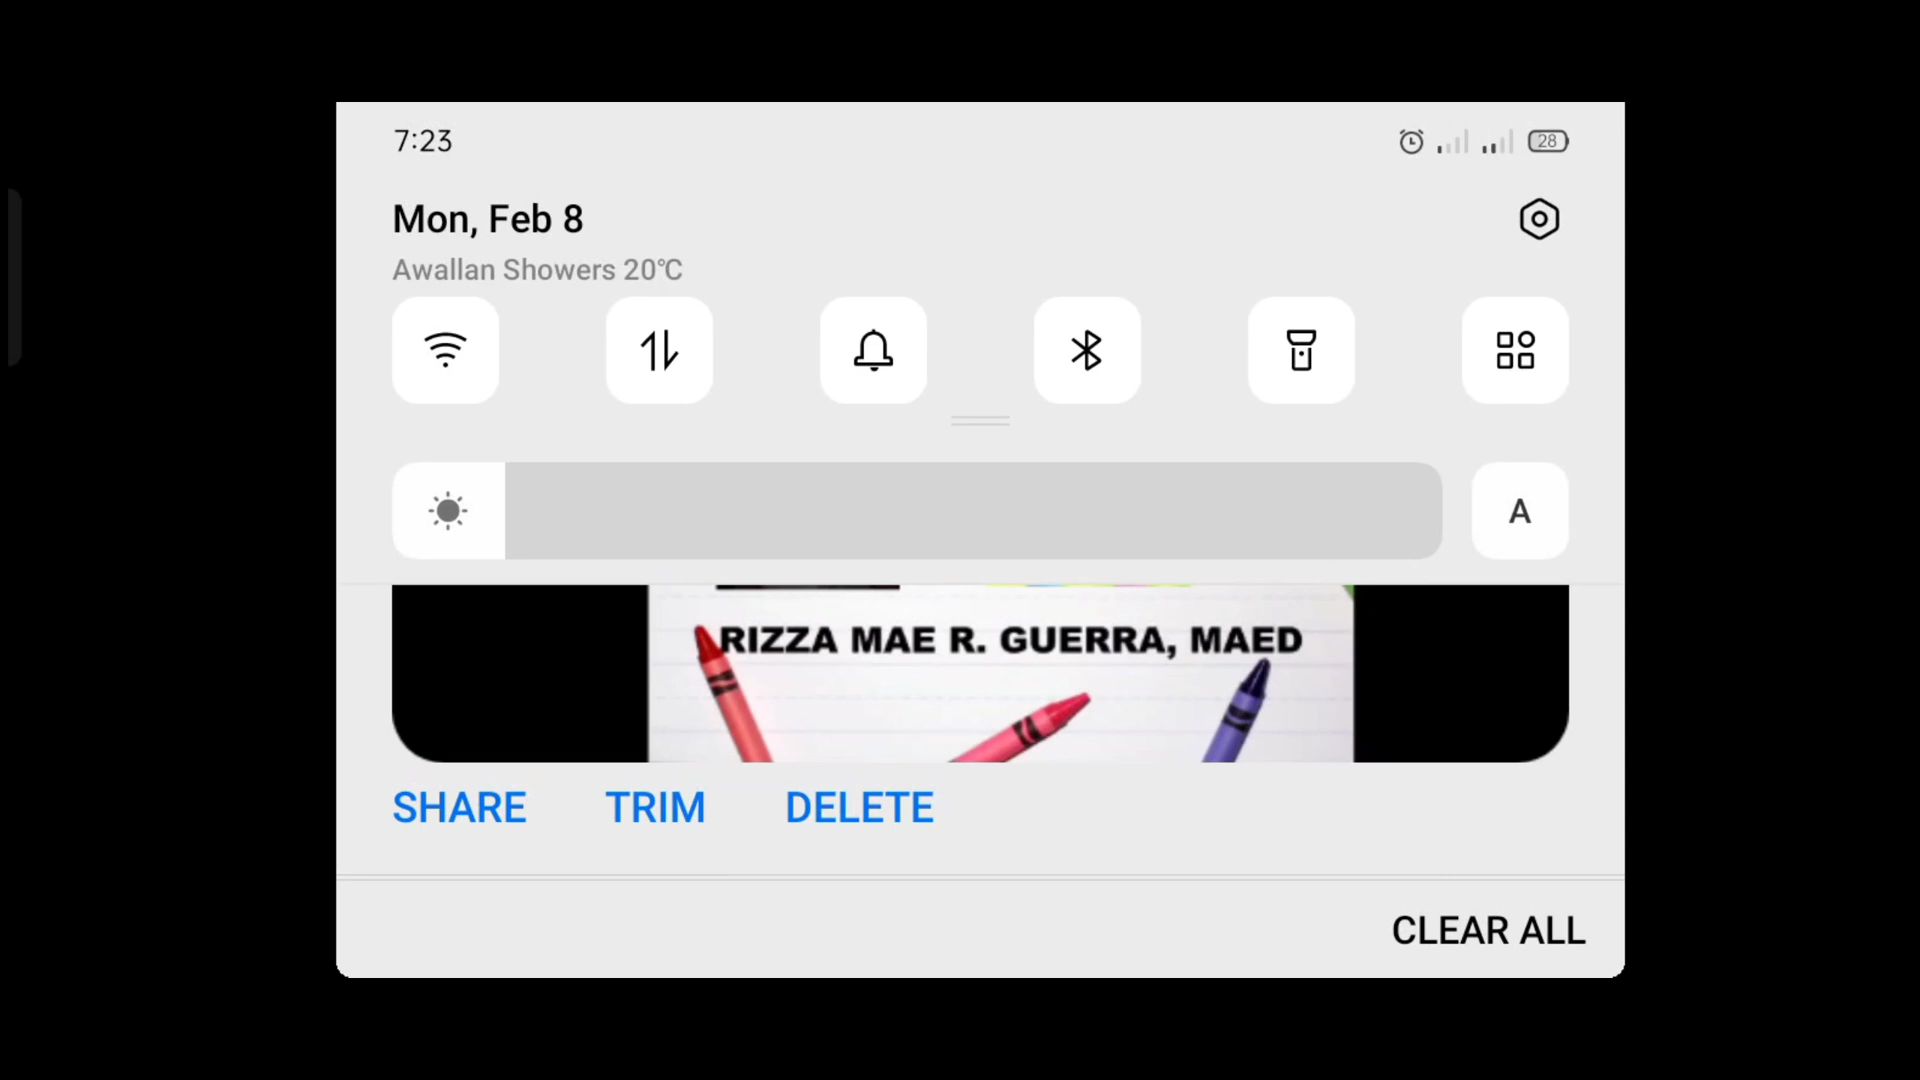 7:23
28
Mon, Feb 8
Awallan Showers 20℃
A
RIZZA MAE R. GUERRA, MAED
SHARE TRIM DELETE
CLEAR ALL